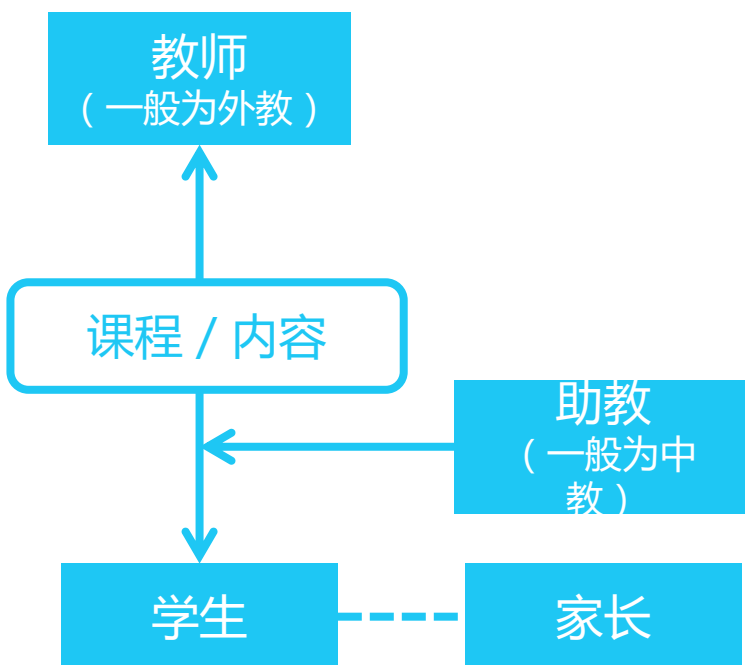 教师
（一般为外教）
课程 / 内容
助教
（一般为中
教）
学生
家长